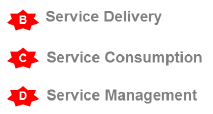 B Service Delivery
C Service Consumption
D Service Management